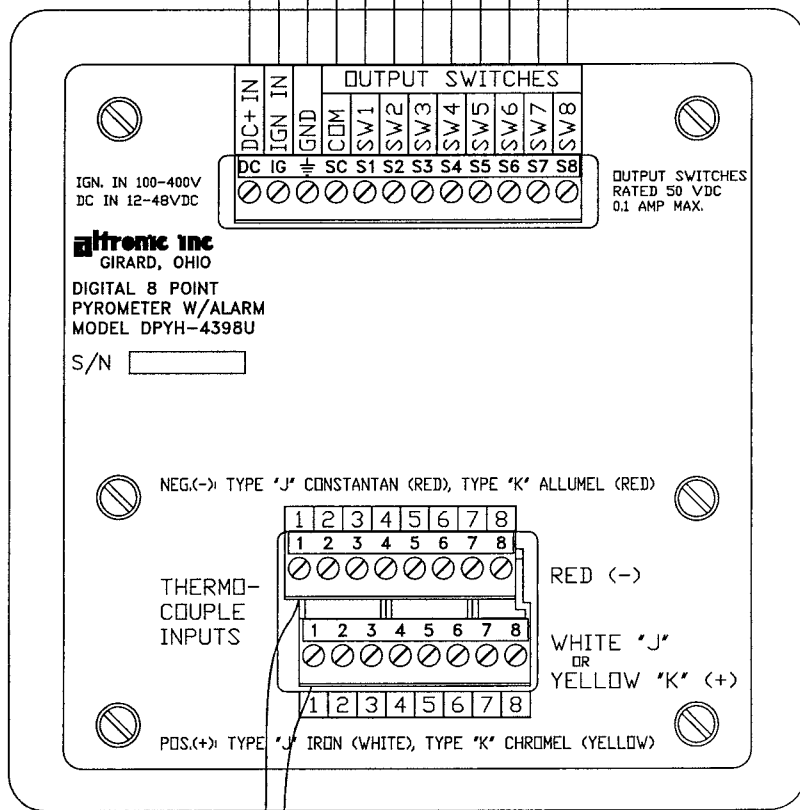 OUTPUT SWITCHES
DC+ IN IGN IN GND COM SW1 SW2 SW3 SW4 SW5 SW6 SW7 SW8
DC IG SC S1 S2 S3 S4 S5 S6 S7 S8
IGN. IN 100-400V
DC IN 12-48VDC
OUTPUT SWITCHES
RATED 50 VDC
0.1 AMP MAX.
altronic inc
GIRARD, OHIO
DIGITAL 8 POINT
PYROMETER W/ALARM
MODEL DPYH-4398U
S/N
NEG.(-): TYPE "J" CONSTANTAN (RED), TYPE "K" ALLUMEL (RED)
1 2 3 4 5 6 7 8
1 2 3 4 5 6 7 8
THERMO-
COUPLE
INPUTS
RED (-)
1 2 3 4 5 6 7 8
WHITE "J"
OR
YELLOW "K" (+)
1 2 3 4 5 6 7 8
POS.(+): TYPE "J" IRON (WHITE), TYPE "K" CHROMEL (YELLOW)